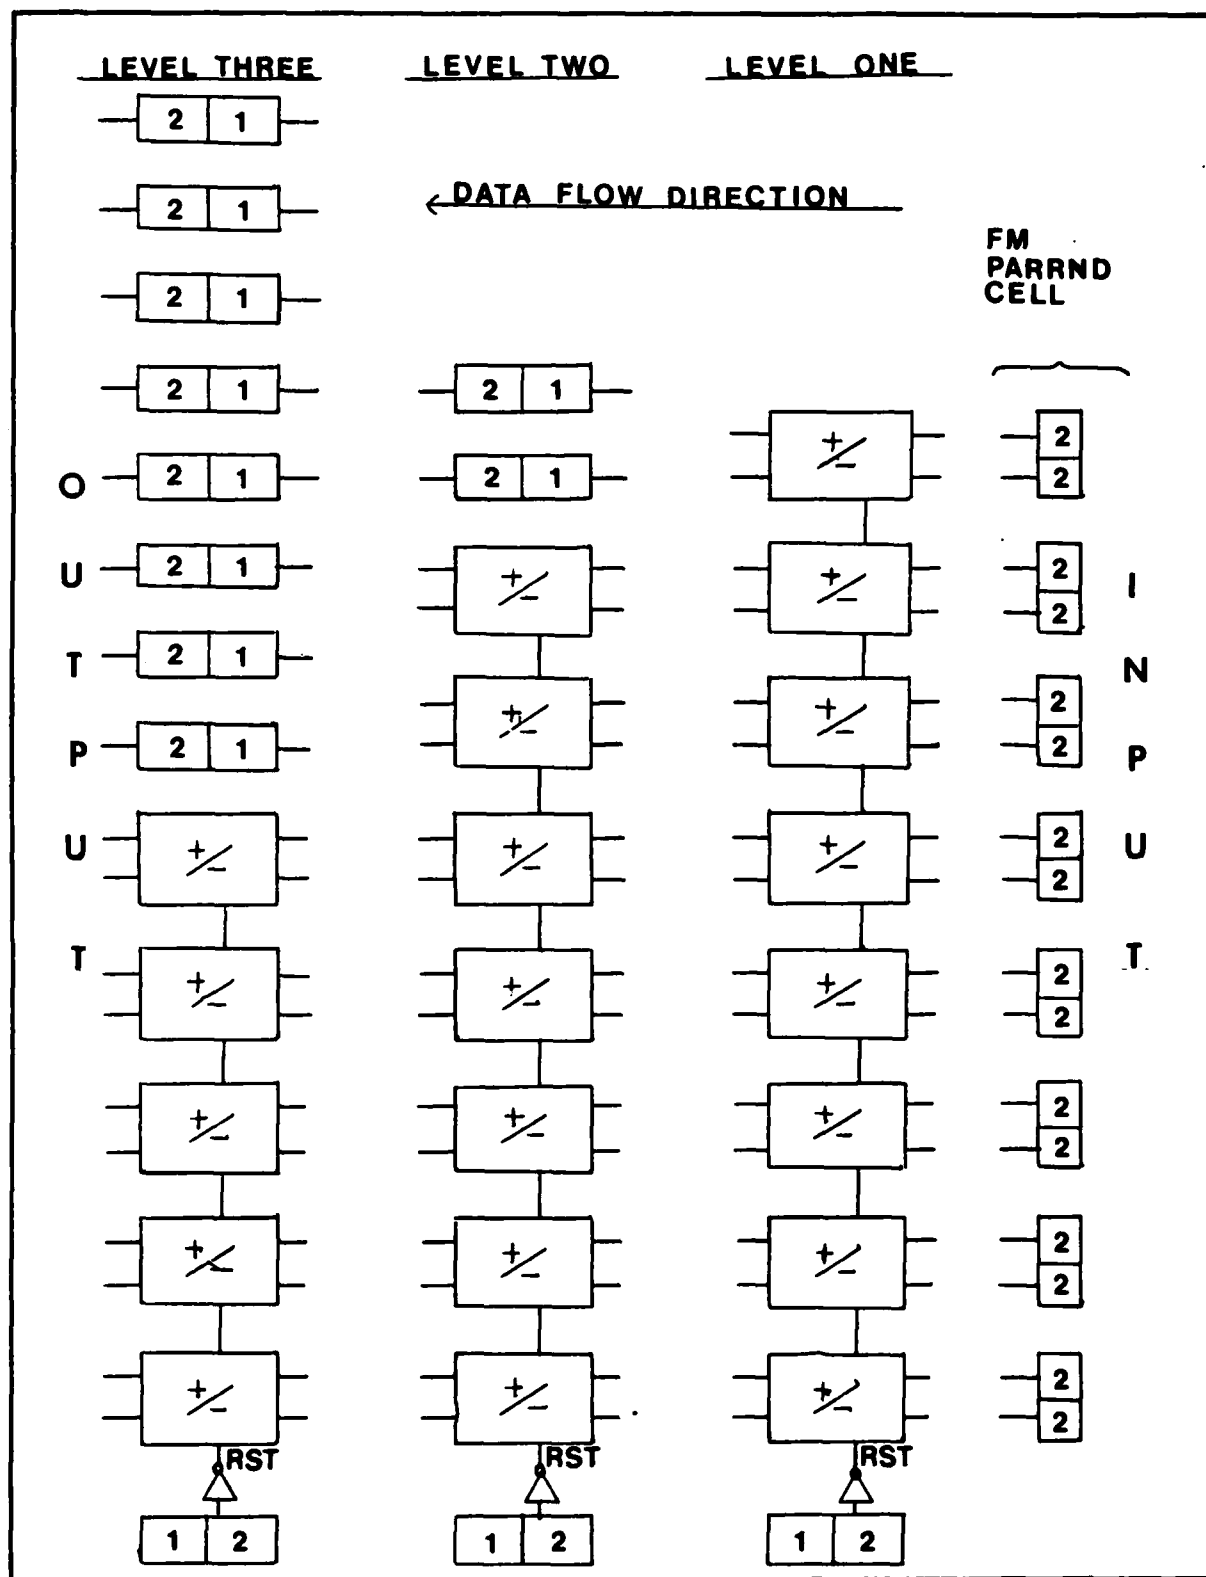 LEVEL THREE LEVEL TWO LEVEL ONE
2 1
DATA FLOW DIRECTION
2 1
FM
PARRND
CELL
2 1
2 1 2 1
+/- 2
O 2 1 2 1 2
U 2 1 +/- +/- 2 I
2
T 2 1 N
+/- +/- 2
P 2 1 2 P
U +/- +/- +/- 2 U
2
T +/- +/- +/- 2 T
2
+/- +/- +/- 2
2
+/- +/- +/- 2
2
+/- +/- +/- 2
2
RST RST RST
1 2 1 2 1 2